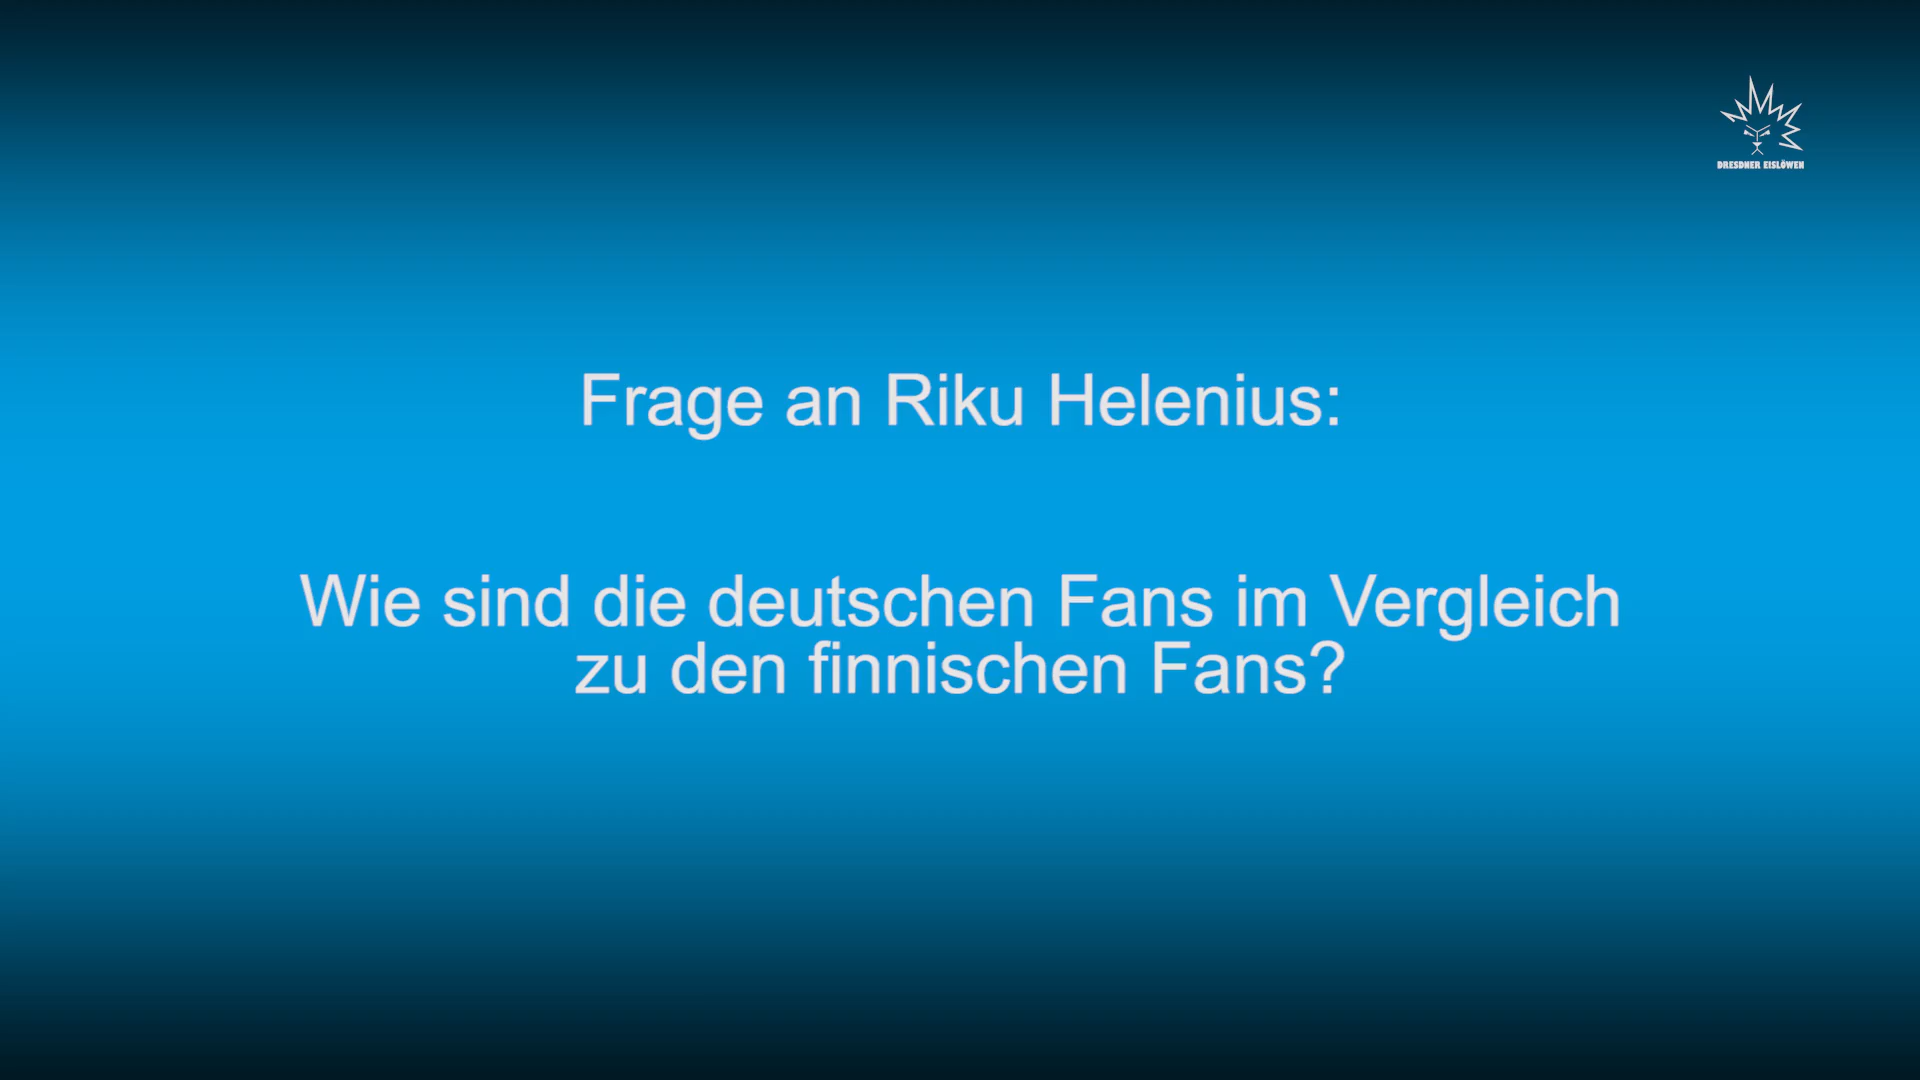 DRESDNER EISLÖWEN
Frage an Riku Helenius:
Wie sind die deutschen Fans im Vergleich
zu den finnischen Fans?